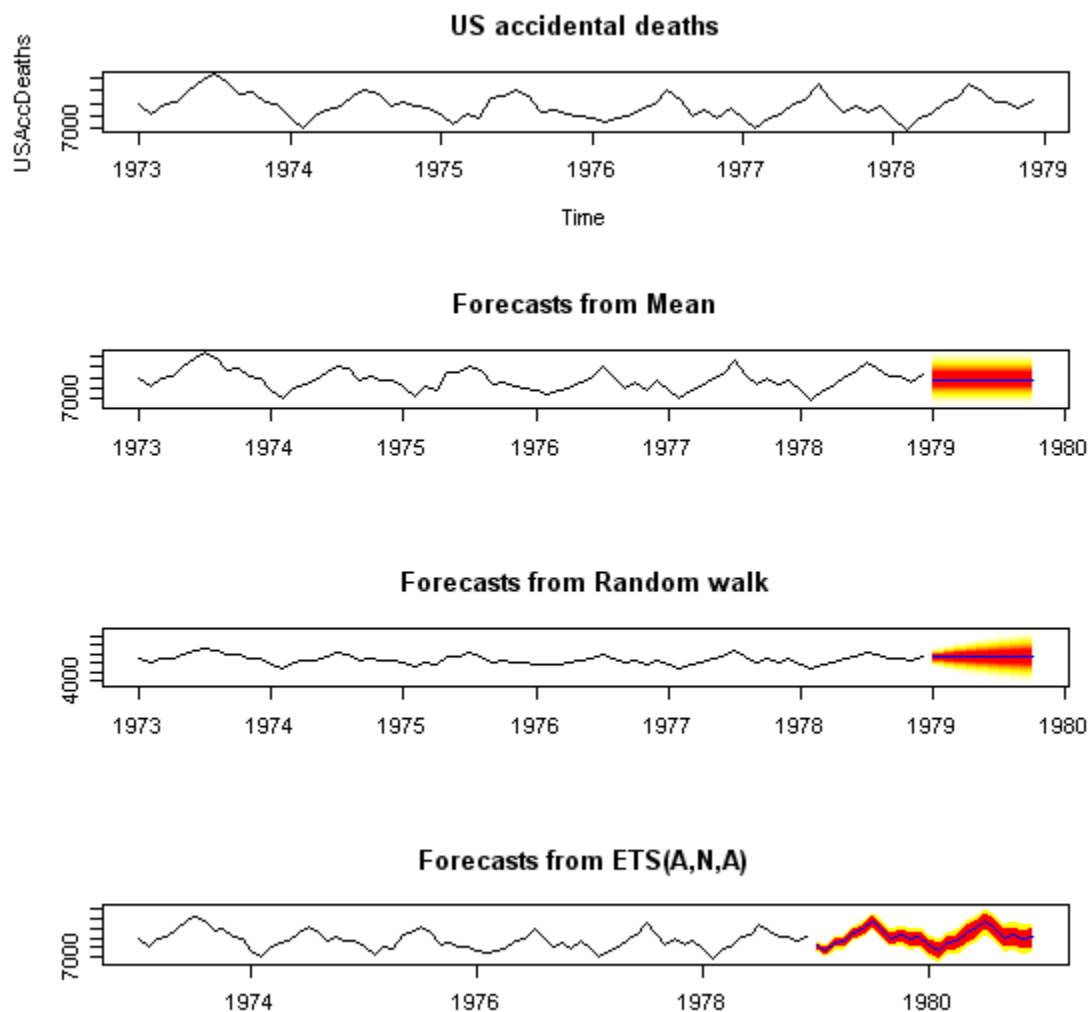 US accidental deaths
USAccDeaths
7000
1973 1974 1975 1976 1977 1978 1979
Time
Forecasts from Mean
7000
1973 1974 1975 1976 1977 1978 1979 1980
Forecasts from Random walk
4000
1973 1974 1975 1976 1977 1978 1979 1980
Forecasts from ETS(A,N,A)
7000
1974 1976 1978 1980